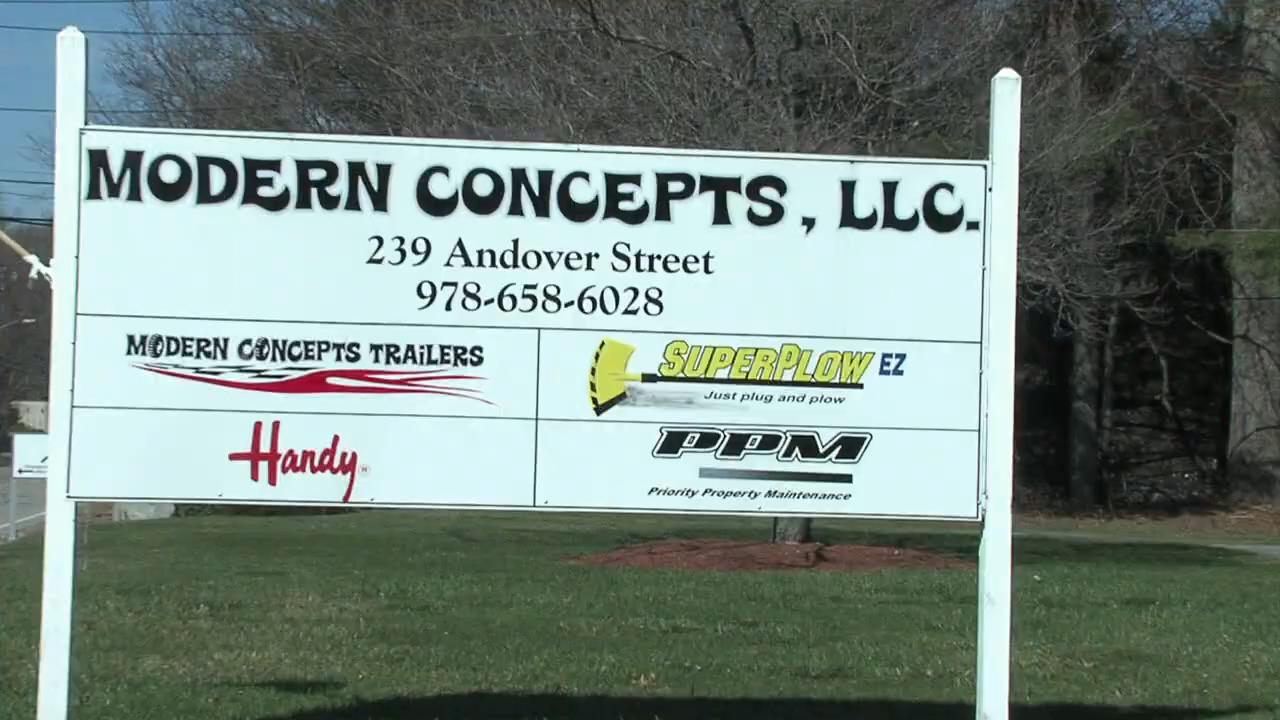 MODERN CONCEPTS, LLC.
239 Andover Street
978-658-6028
MODERN CONCEPTS TRAiLERS
SUPERPLOW EZ
Just plug and plow
Handy®
PPM
Priority Property Maintenance